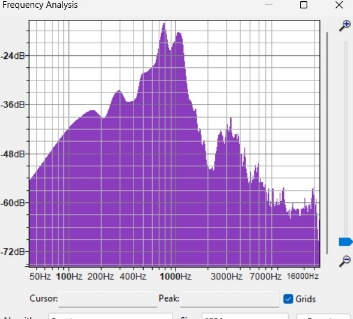 Frequency Analysis
-24dB
-36dB
-48dB
-60dB
-72dB
50Hz 100Hz 200Hz 400Hz 1000Hz 3000Hz 7000Hz 16000Hz
Cursor: Peak: Grids